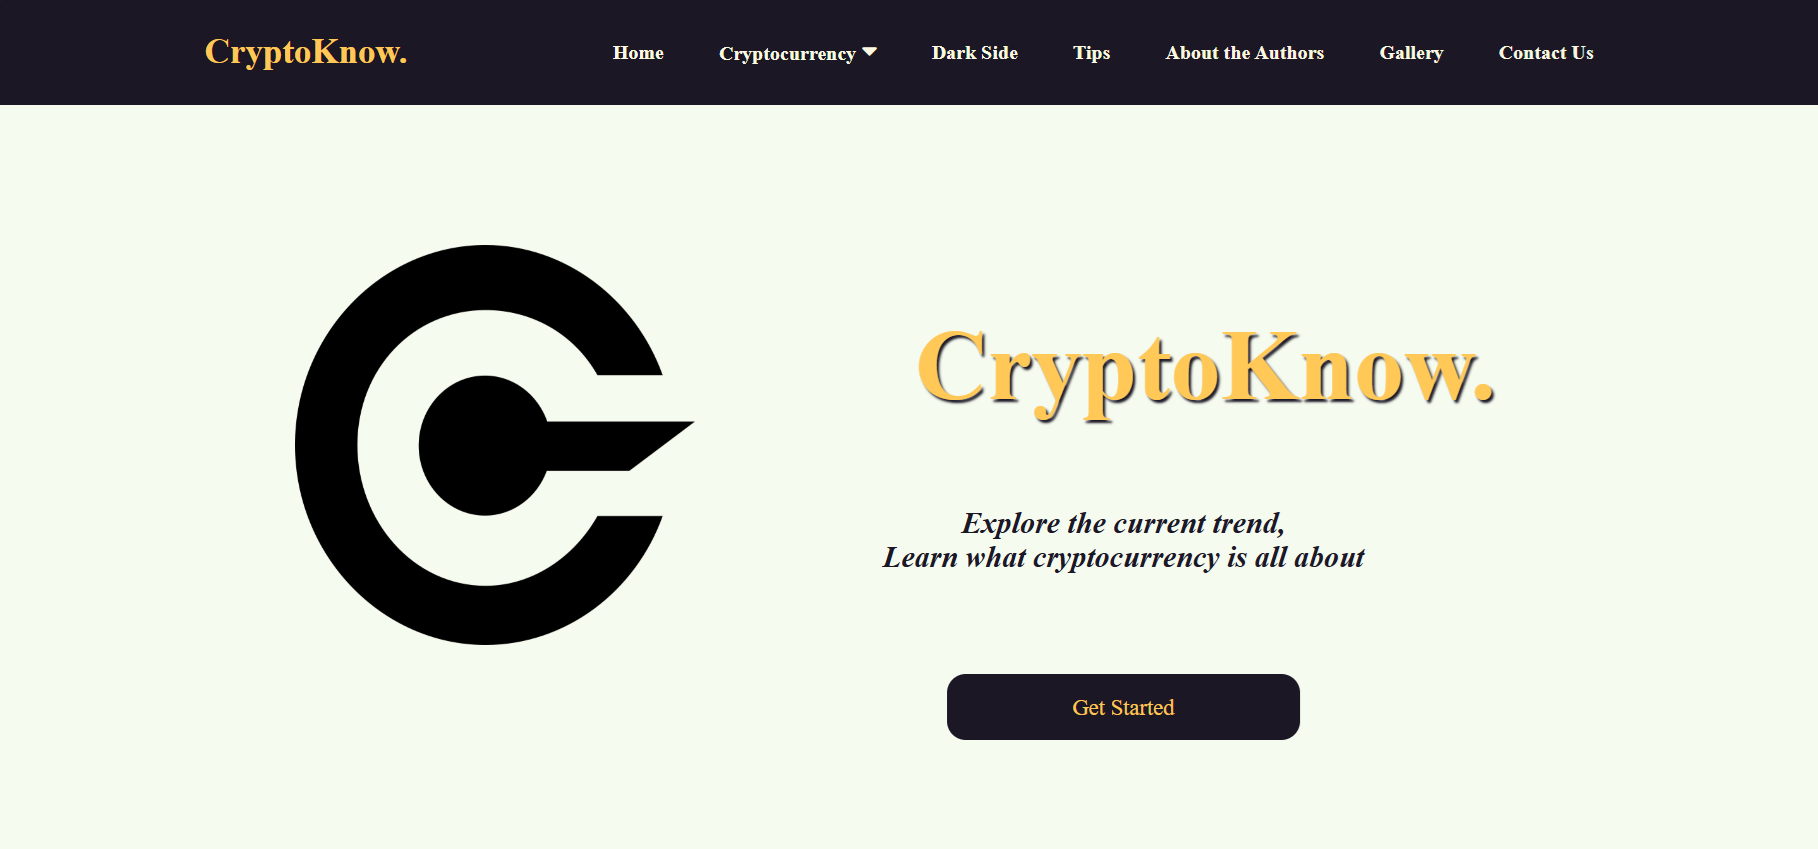 CryptoKnow.
Home Cryptocurrency Dark Side Tips About the Authors Gallery Contact Us
CryptoKnow.
Explore the current trend,
Learn what cryptocurrency is all about
Get Started